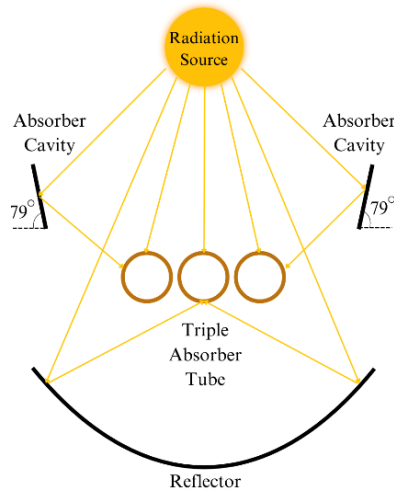 Radiation
Source
Absorber
Cavity
Absorber
Cavity
79°
79°
Triple
Absorber
Tube
Reflector